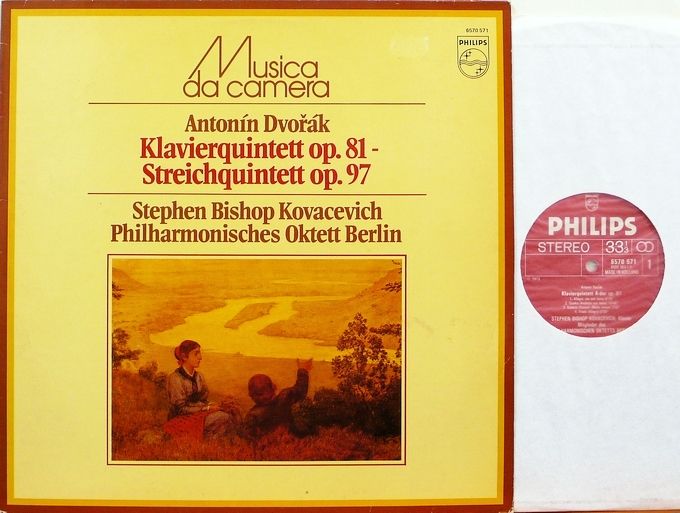 6570 571
PHILIPS
Musica
da camera
Antonín Dvořák
Klavierquintett op. 81 -
Streichquintett op. 97
Stephen Bishop Kovacevich
Philharmonisches Oktett Berlin
PHILIPS
STEREO 33⅓
6570 571
MADE IN HOLLAND
1
Klavierquintett A-dur op. 81
STEPHEN BISHOP-KOVACEVICH, Klavier
Mitglieder des